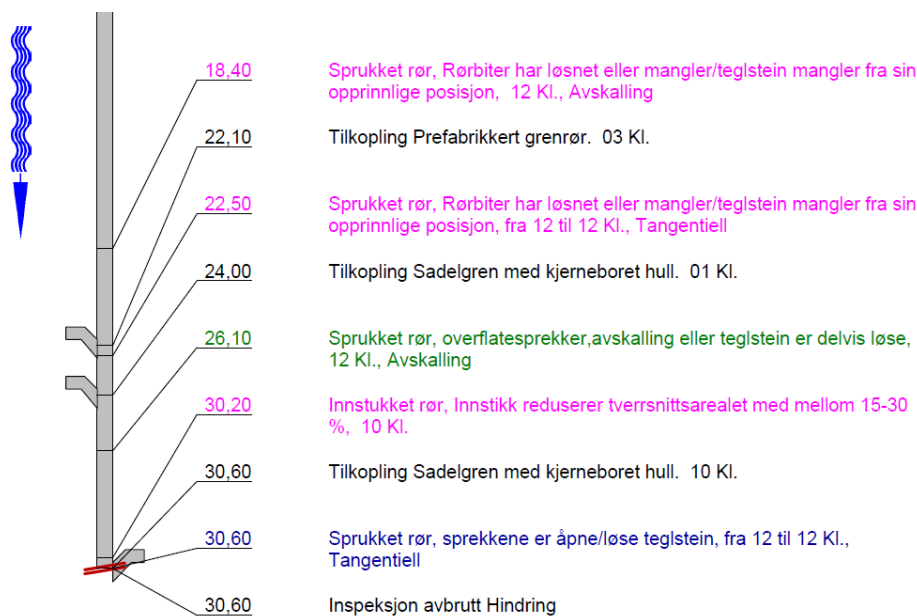 18,40 Sprukket rør, Rørbiter har løsnet eller mangler/teglstein mangler fra sin
opprinnlige posisjon, 12 Kl., Avskalling
22,10 Tilkopling Prefabrikkert grenrør. 03 Kl.
22,50 Sprukket rør, Rørbiter har løsnet eller mangler/teglstein mangler fra sin
opprinnlige posisjon, fra 12 til 12 Kl., Tangentiell
24,00 Tilkopling Sadelgren med kjerneboret hull. 01 Kl.
26,10 Sprukket rør, overflatesprekker,avskalling eller teglstein er delvis løse,
12 Kl., Avskalling
30,20 Innstukket rør, Innstikk reduserer tverrsnittsarealet med mellom 15-30
%, 10 Kl.
30,60 Tilkopling Sadelgren med kjerneboret hull. 10 Kl.
30,60 Sprukket rør, sprekkene er åpne/løse teglstein, fra 12 til 12 Kl.,
Tangentiell
30,60 Inspeksjon avbrutt Hindring